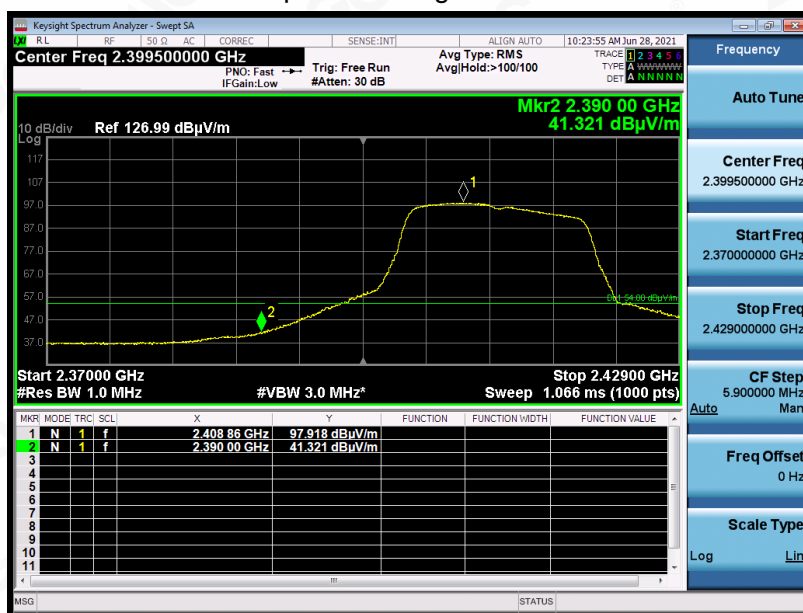 Keysight Spectrum Analyzer - Swept SA
LXI RL RF 50 Ω AC CORREC SENSE:INT ALIGN AUTO 10:23:55 AM Jun 28, 2021
Center Freq 2.399500000 GHz
PNO: Fast
IFGain:Low
Trig: Free Run
#Atten: 30 dB
Avg Type: RMS
Avg|Hold:>100/100
TRACE 1 2 3 4 5 6
TYPE A WWWWW
DET A N N N N N
Mkr2 2.390 00 GHz
41.321 dBµV/m
10 dB/div Ref 126.99 dBµV/m
Log
117
107
97.0
87.0
77.0
67.0
57.0
47.0
37.0
1
2
DL1 54.00 dBµV/m
Start 2.37000 GHz Stop 2.42900 GHz
#Res BW 1.0 MHz #VBW 3.0 MHz* Sweep 1.066 ms (1000 pts)
MKR MODE TRC SCL X Y FUNCTION FUNCTION WIDTH FUNCTION VALUE
1 N 1 f 2.408 86 GHz 97.918 dBµV/m
2 N 1 f 2.390 00 GHz 41.321 dBµV/m
3
4
5
6
7
8
9
10
11
MSG STATUS
Frequency
Auto Tune
Center Freq
2.399500000 GHz
Start Freq
2.370000000 GHz
Stop Freq
2.429000000 GHz
CF Step
5.900000 MHz
Auto Man
Freq Offset
0 Hz
Scale Type
Log Lin